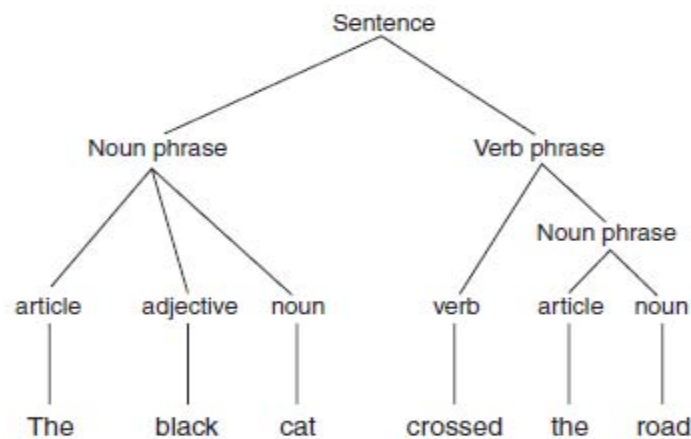 Sentence
Noun phrase Verb phrase
Noun phrase
article adjective noun verb article noun
The black cat crossed the road